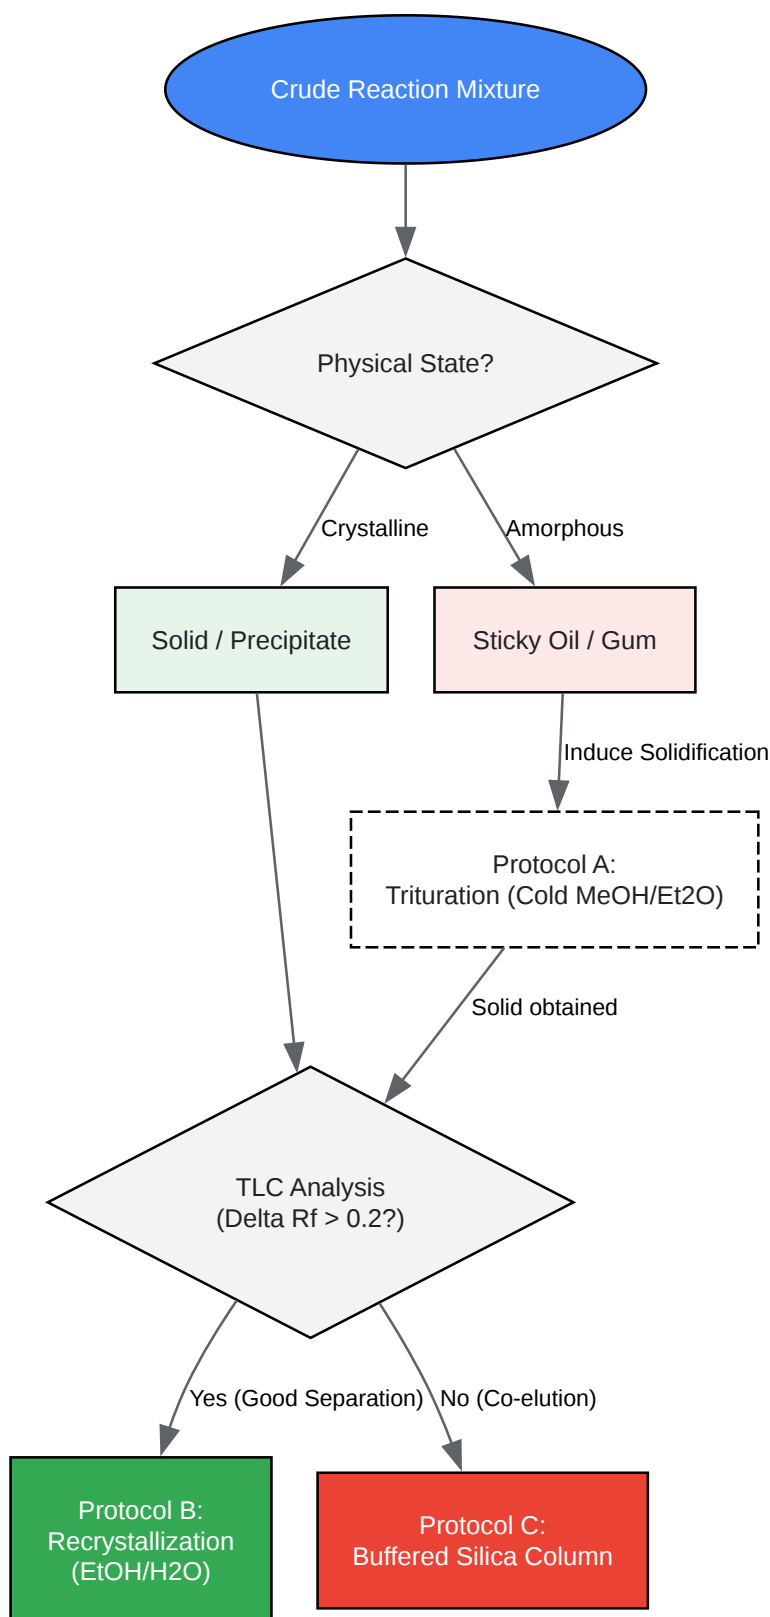 Crude Reaction Mixture
Physical State?
Crystalline
Amorphous
Solid / Precipitate
Sticky Oil / Gum
Induce Solidification
Protocol A:
Trituration (Cold MeOH/Et2O)
Solid obtained
TLC Analysis
(Delta Rf > 0.2?)
Yes (Good Separation)
No (Co-elution)
Protocol B:
Recrystallization
(EtOH/H2O)
Protocol C:
Buffered Silica Column